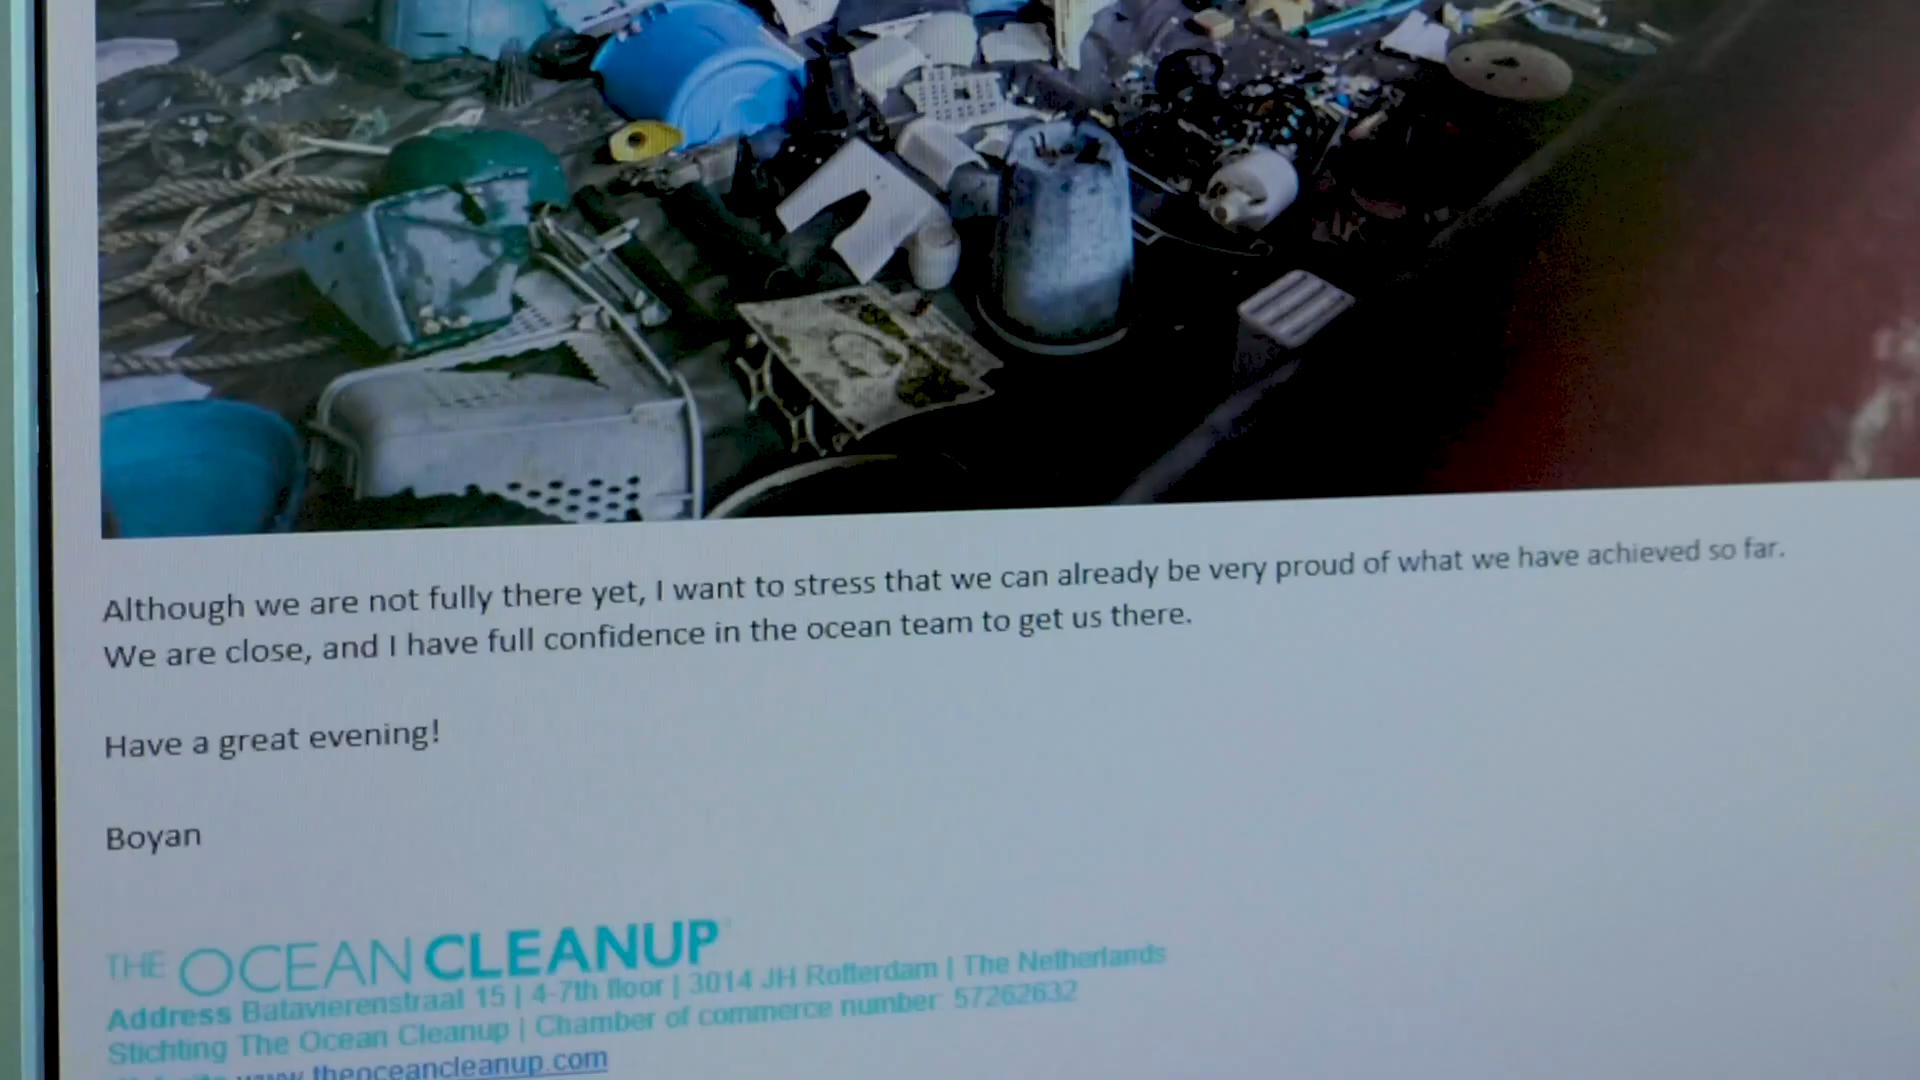 Although we are not fully there yet, I want to stress that we can already be very proud of what we have achieved so far.
We are close, and I have full confidence in the ocean team to get us there.
Have a great evening!
Boyan
THE OCEAN CLEANUP
Address Batavierenstraat 15 | 4-7th floor | 3014 JH Rotterdam | The Netherlands
Stichting The Ocean Cleanup | Chamber of commerce number: 57262632
www.theoceancleanup.com